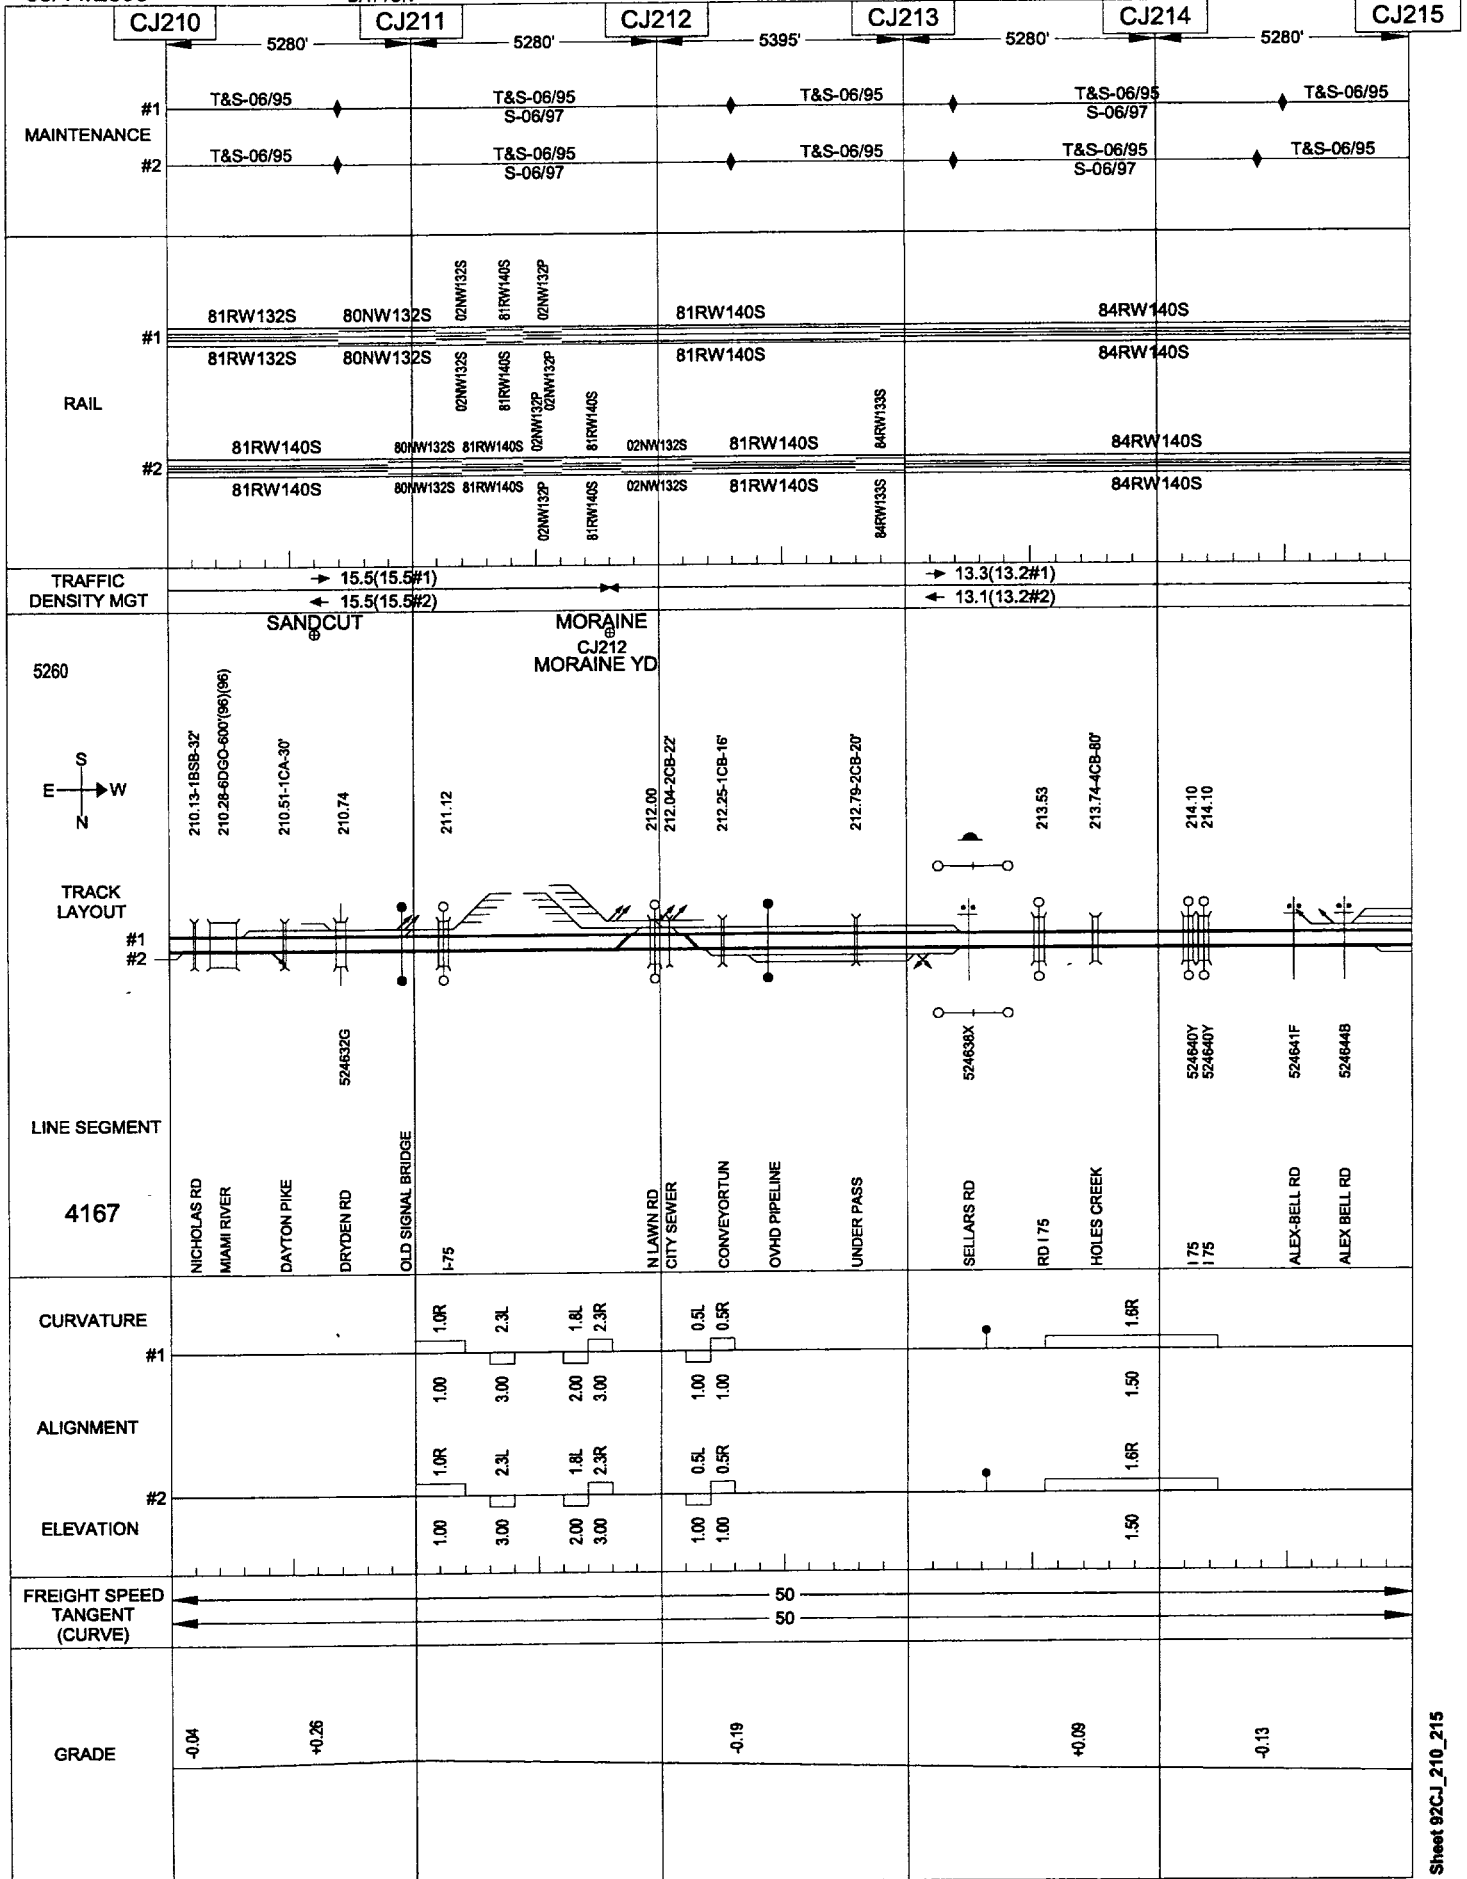 CJ210 CJ211 CJ212 CJ213 CJ214 CJ215
5280' 5280' 5395' 5280' 5280'
MAINTENANCE
#1 T&S-06/95 T&S-06/95 T&S-06/95 T&S-06/95 T&S-06/95
S-06/97 S-06/97
#2 T&S-06/95 T&S-06/95 T&S-06/95 T&S-06/95 T&S-06/95
S-06/97 S-06/97
RAIL
02NW132S 81RW140S 02NW132P
81RW132S 80NW132S 81RW140S 84RW140S
#1
81RW132S 80NW132S 81RW140S 84RW140S
02NW132S 81RW140S 02NW132P 02NW132P 81RW140S 84RW133S
81RW140S 80NW132S 81RW140S 02NW132S 81RW140S 84RW140S
#2
81RW140S 80NW132S 81RW140S 02NW132S 81RW140S 84RW140S
02NW132P 81RW140S 84RW133S
TRAFFIC
DENSITY MGT
15.5(15.5#1) 13.3(13.2#1)
15.5(15.5#2) 13.1(13.2#2)
SANDCUT MORAINE
CJ212
MORAINE YD
5260
S
E W
N
210.13-1BSB-32'
210.28-6DGO-600'(96)(96)
210.51-1CA-30'
210.74
211.12
212.00
212.04-2CB-22'
212.25-1CB-16'
212.79-2CB-20'
213.53
213.74-4CB-80'
214.10
214.10
TRACK
LAYOUT
#1
#2
524632G
524638X
524640Y
524640Y
524641F
524644B
LINE SEGMENT
4167
NICHOLAS RD
MIAMI RIVER
DAYTON PIKE
DRYDEN RD
OLD SIGNAL BRIDGE
I-75
N LAWN RD
CITY SEWER
CONVEYORTUN
OVHD PIPELINE
UNDER PASS
SELLARS RD
RD I 75
HOLES CREEK
I 75
I 75
ALEX-BELL RD
ALEX BELL RD
CURVATURE
1.0R 2.3L 1.8L 2.3R 0.5L 0.5R 1.6R
#1
1.00 3.00 2.00 3.00 1.00 1.00 1.50
ALIGNMENT
1.0R 2.3L 1.8L 2.3R 0.5L 0.5R 1.6R
#2
ELEVATION
1.00 3.00 2.00 3.00 1.00 1.00 1.50
FREIGHT SPEED
TANGENT
(CURVE)
50
50
GRADE
-0.04 +0.26 -0.19 +0.09 -0.13
Sheet 92CJ_210_215